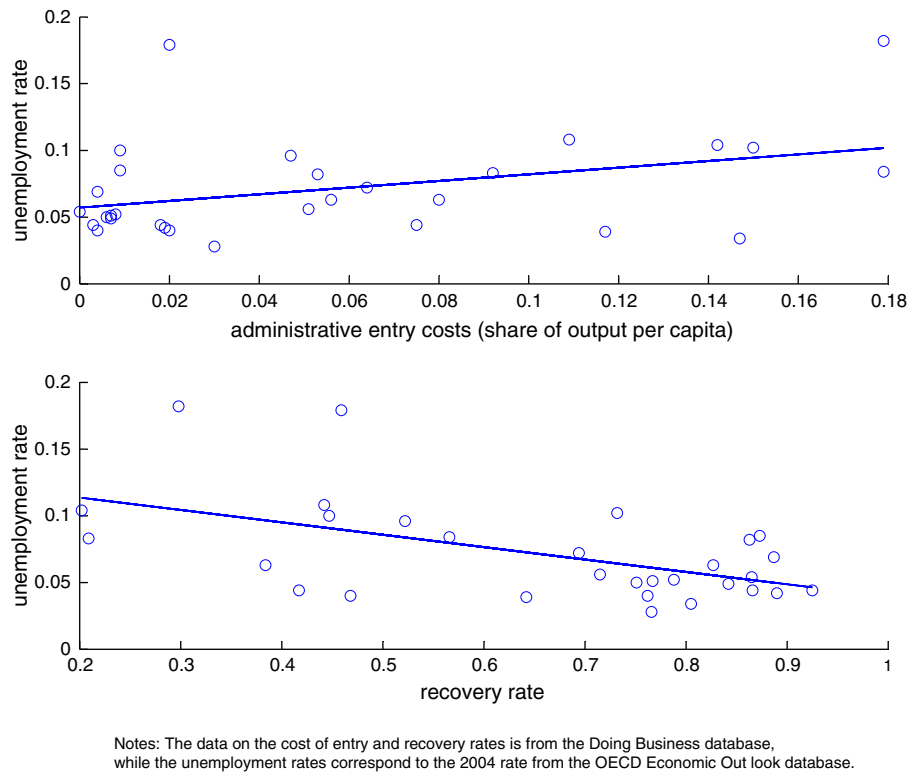 0.2
0.15
0.1
0.05
0
unemployment rate
0 0.02 0.04 0.06 0.08 0.1 0.12 0.14 0.16 0.18
administrative entry costs (share of output per capita)
0.2
0.15
0.1
0.05
0
unemployment rate
0.2 0.3 0.4 0.5 0.6 0.7 0.8 0.9 1
recovery rate
Notes: The data on the cost of entry and recovery rates is from the Doing Business database,
while the unemployment rates correspond to the 2004 rate from the OECD Economic Out look database.